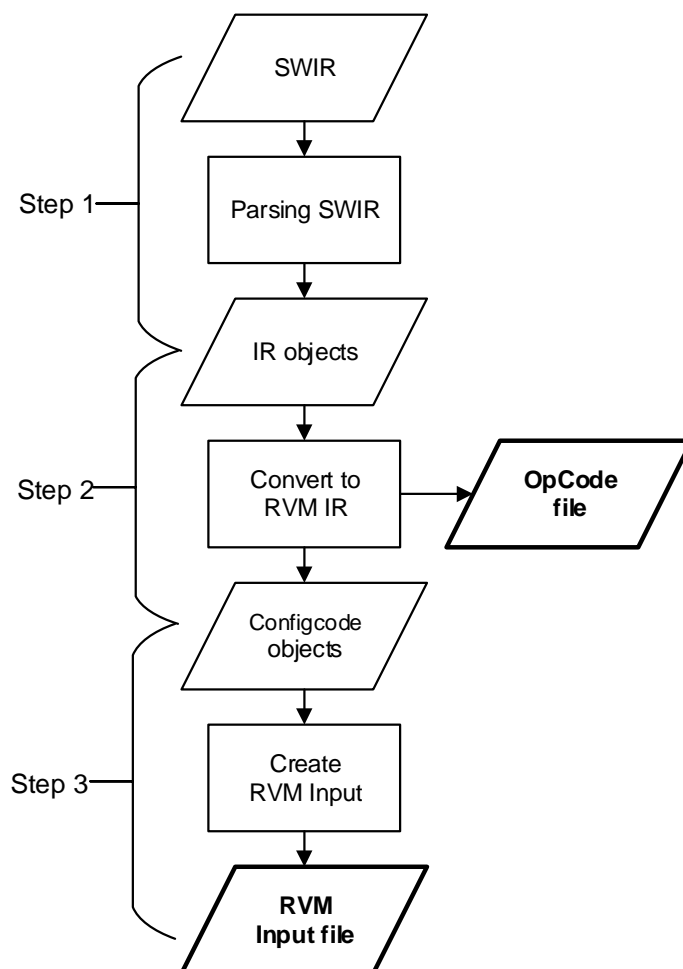 SWIR
Step 1
Parsing SWIR
IR objects
Step 2
Convert to
RVM IR
OpCode
file
Configcode
objects
Step 3
Create
RVM Input
RVM
Input file